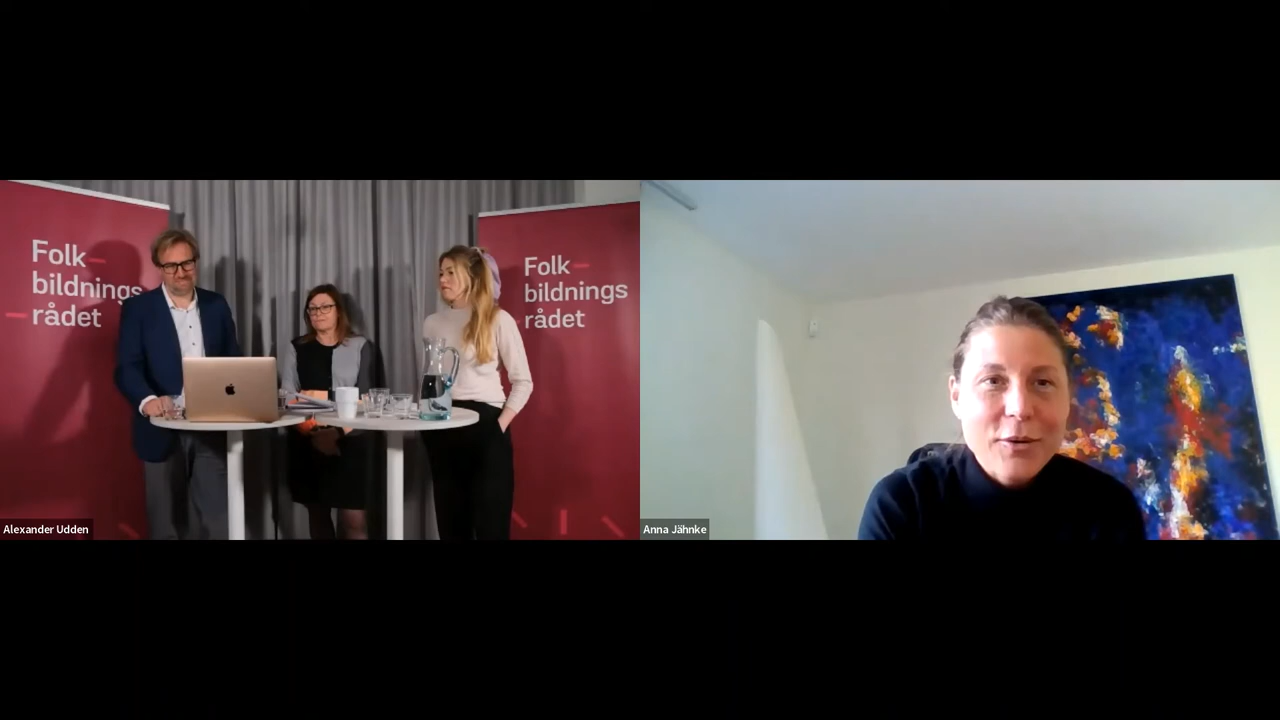 Folk-
bildnings
-rådet
Folk-
bildnings
-rådet
Alexander Udden
Anna Jähnke